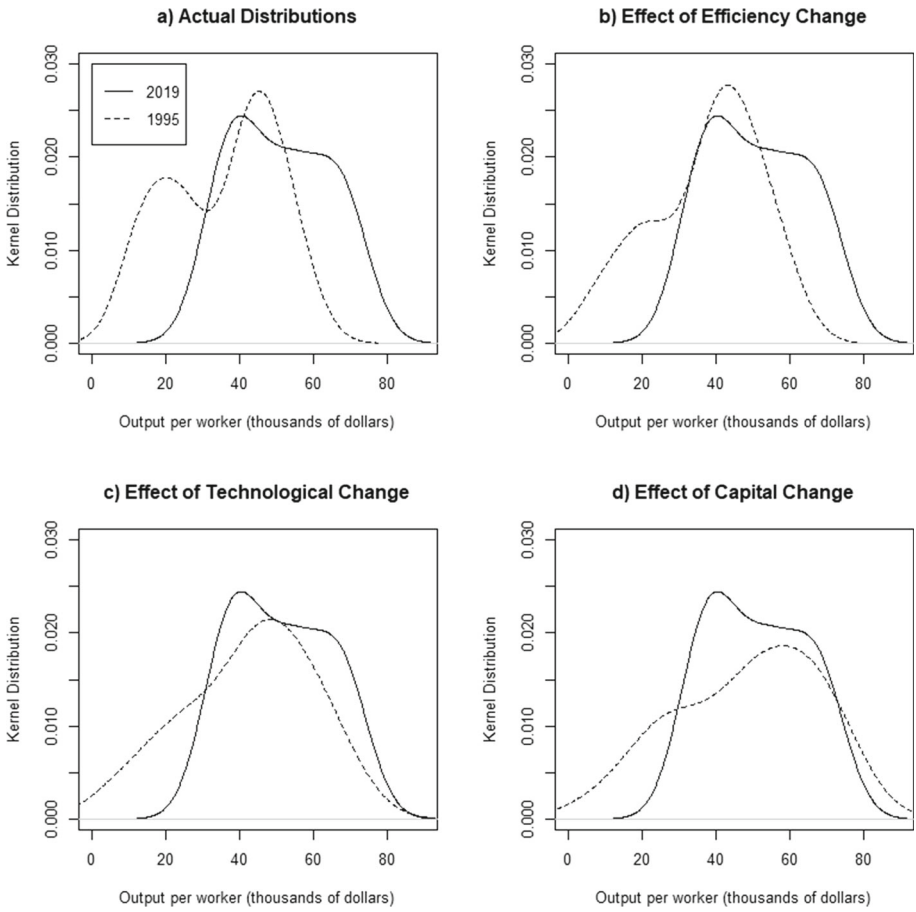 a) Actual Distributions
Kernel Distribution
0.030
0.020
0.010
0.000
2019
1995
0 20 40 60 80
Output per worker (thousands of dollars)
b) Effect of Efficiency Change
Kernel Distribution
0.030
0.020
0.010
0.000
0 20 40 60 80
Output per worker (thousands of dollars)
c) Effect of Technological Change
Kernel Distribution
0.030
0.020
0.010
0.000
0 20 40 60 80
Output per worker (thousands of dollars)
d) Effect of Capital Change
Kernel Distribution
0.030
0.020
0.010
0.000
0 20 40 60 80
Output per worker (thousands of dollars)